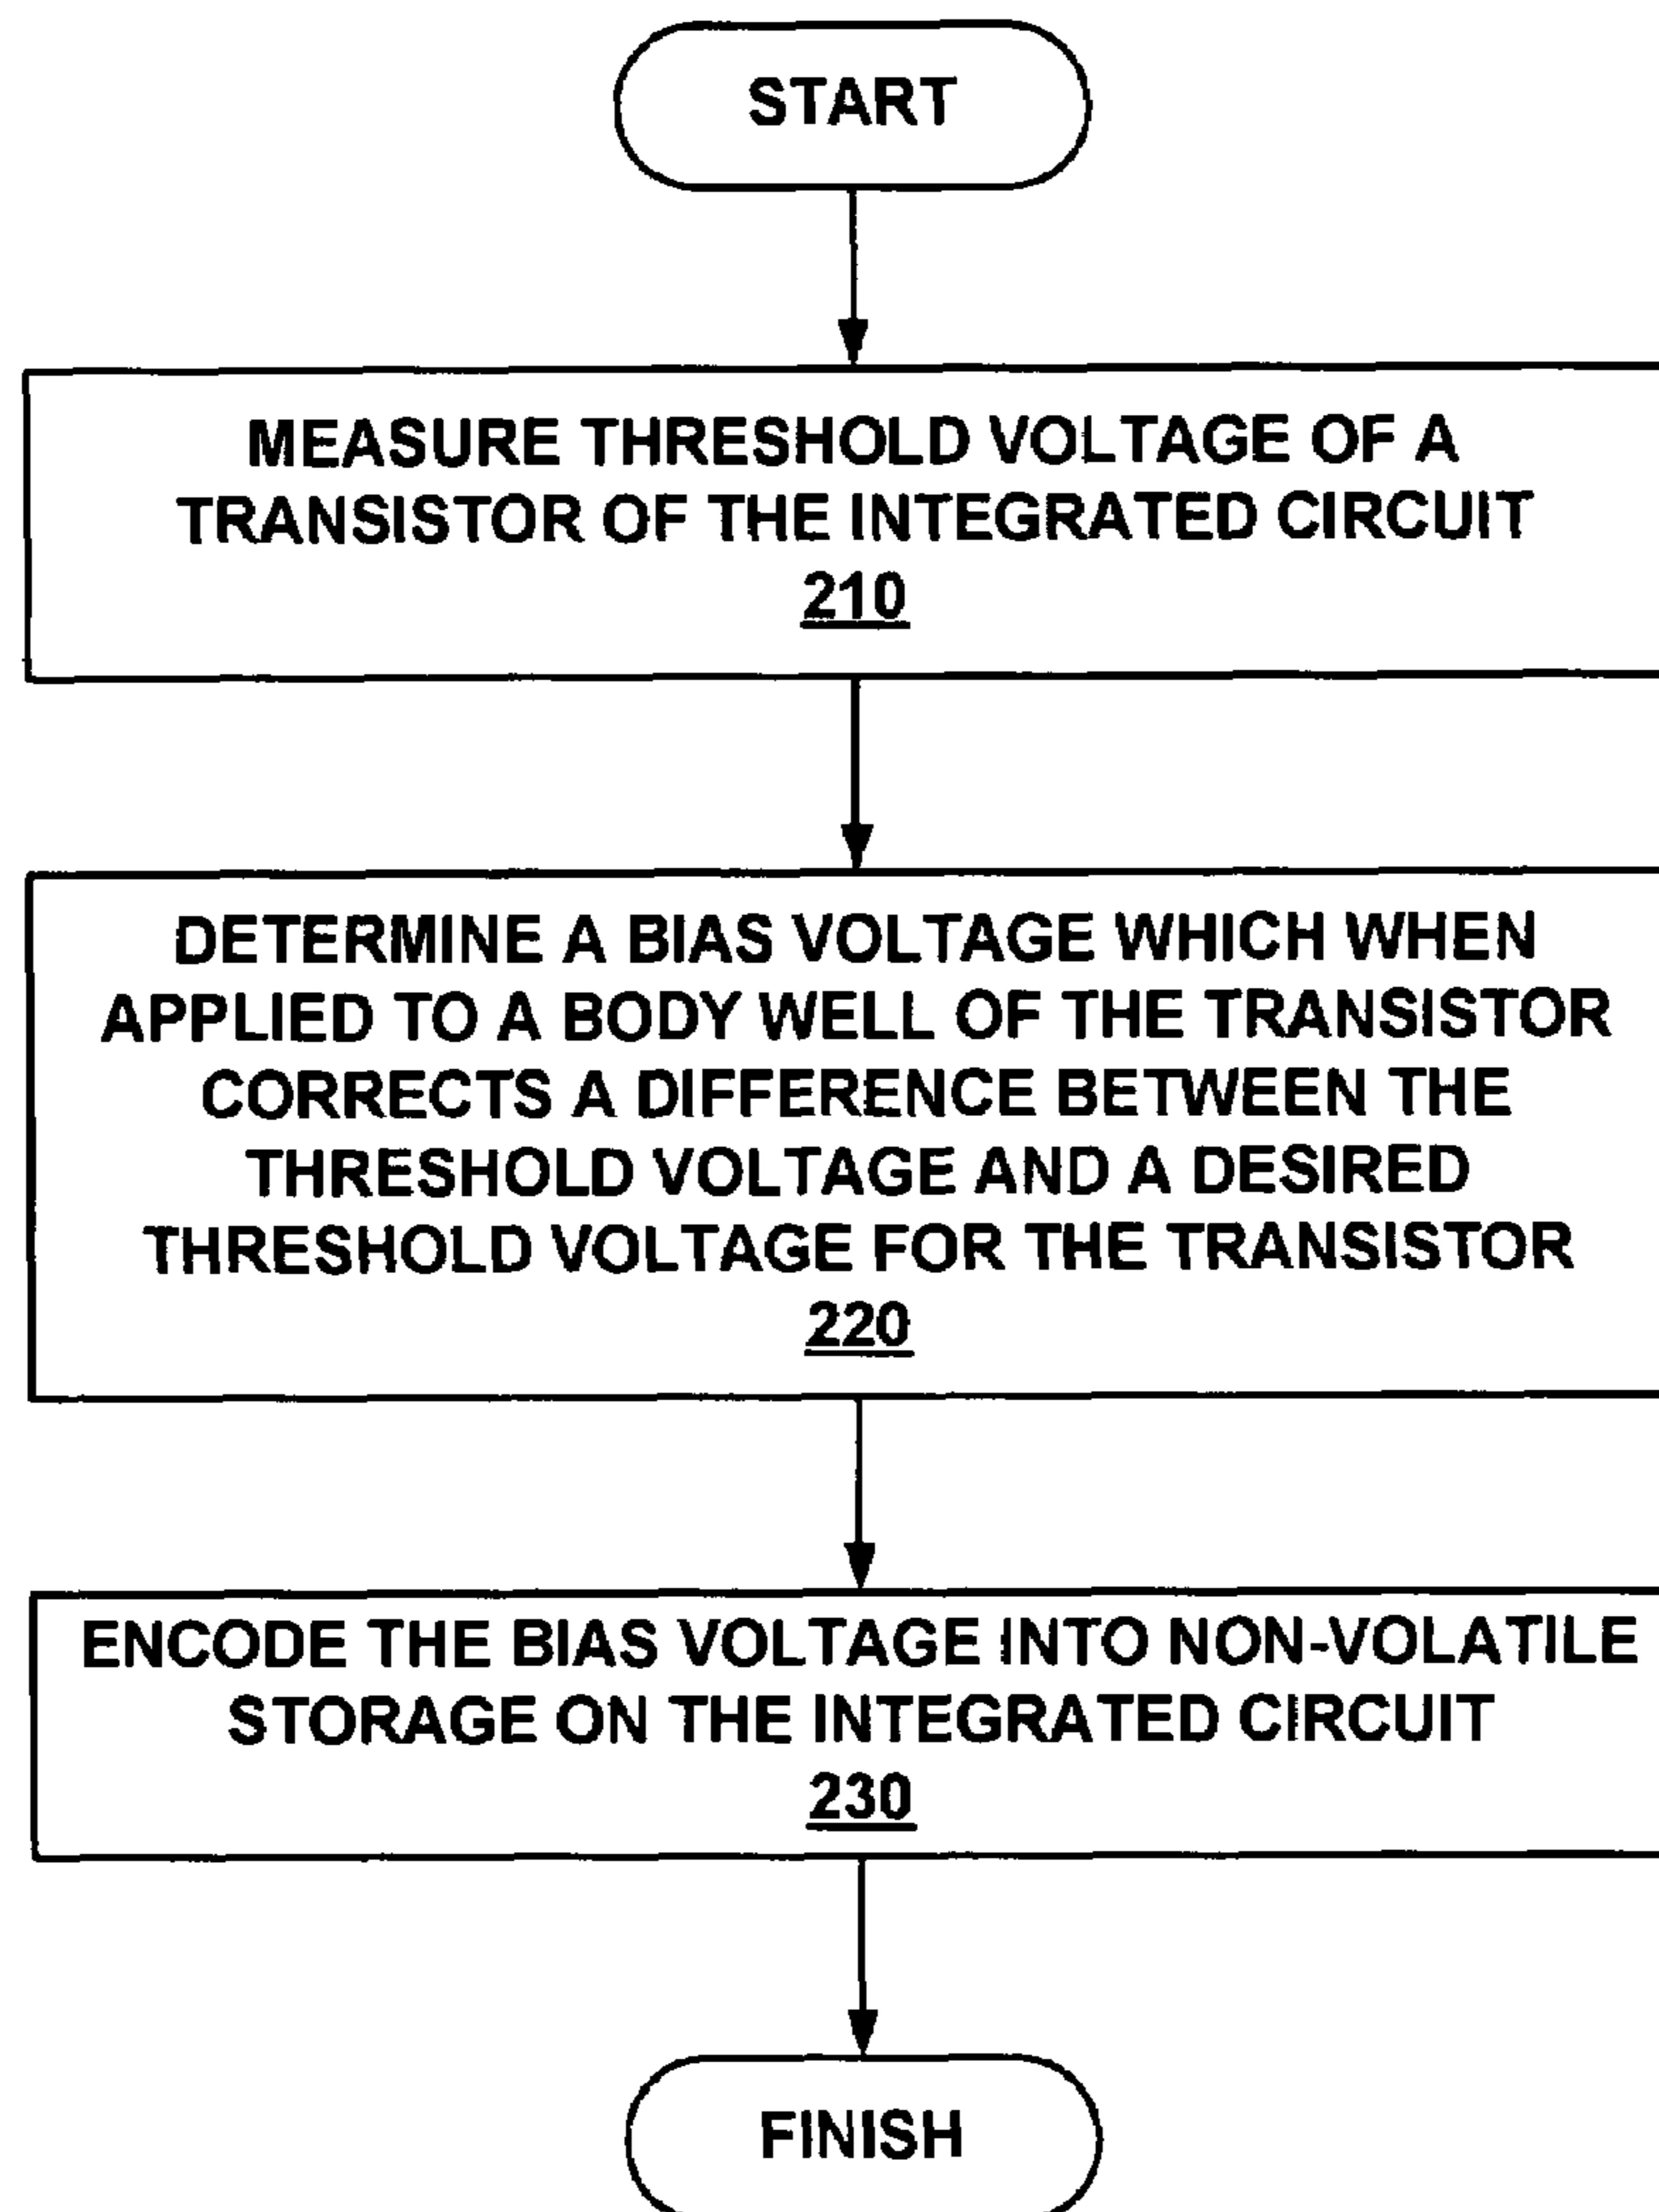 START
MEASURE THRESHOLD VOLTAGE OF A
TRANSISTOR OF THE INTEGRATED CIRCUIT
210
DETERMINE A BIAS VOLTAGE WHICH WHEN
APPLIED TO A BODY WELL OF THE TRANSISTOR
CORRECTS A DIFFERENCE BETWEEN THE
THRESHOLD VOLTAGE AND A DESIRED
THRESHOLD VOLTAGE FOR THE TRANSISTOR
220
ENCODE THE BIAS VOLTAGE INTO NON-VOLATILE
STORAGE ON THE INTEGRATED CIRCUIT
230
FINISH